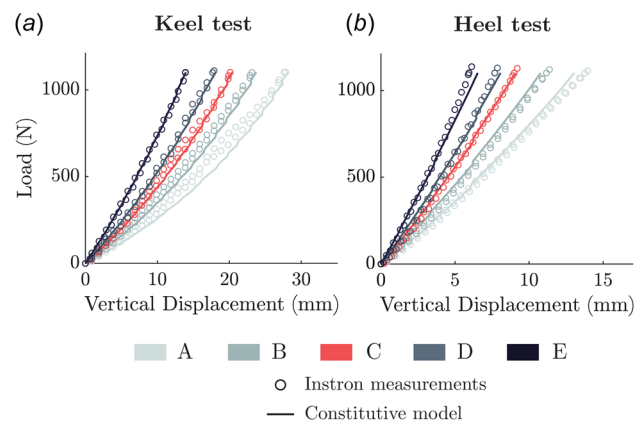 (a) Keel test
(b) Heel test
Load (N)
1000
500
0
0 10 20 30
Vertical Displacement (mm)
1000
500
0
0 5 10 15
Vertical Displacement (mm)
A B C D E
Instron measurements
Constitutive model